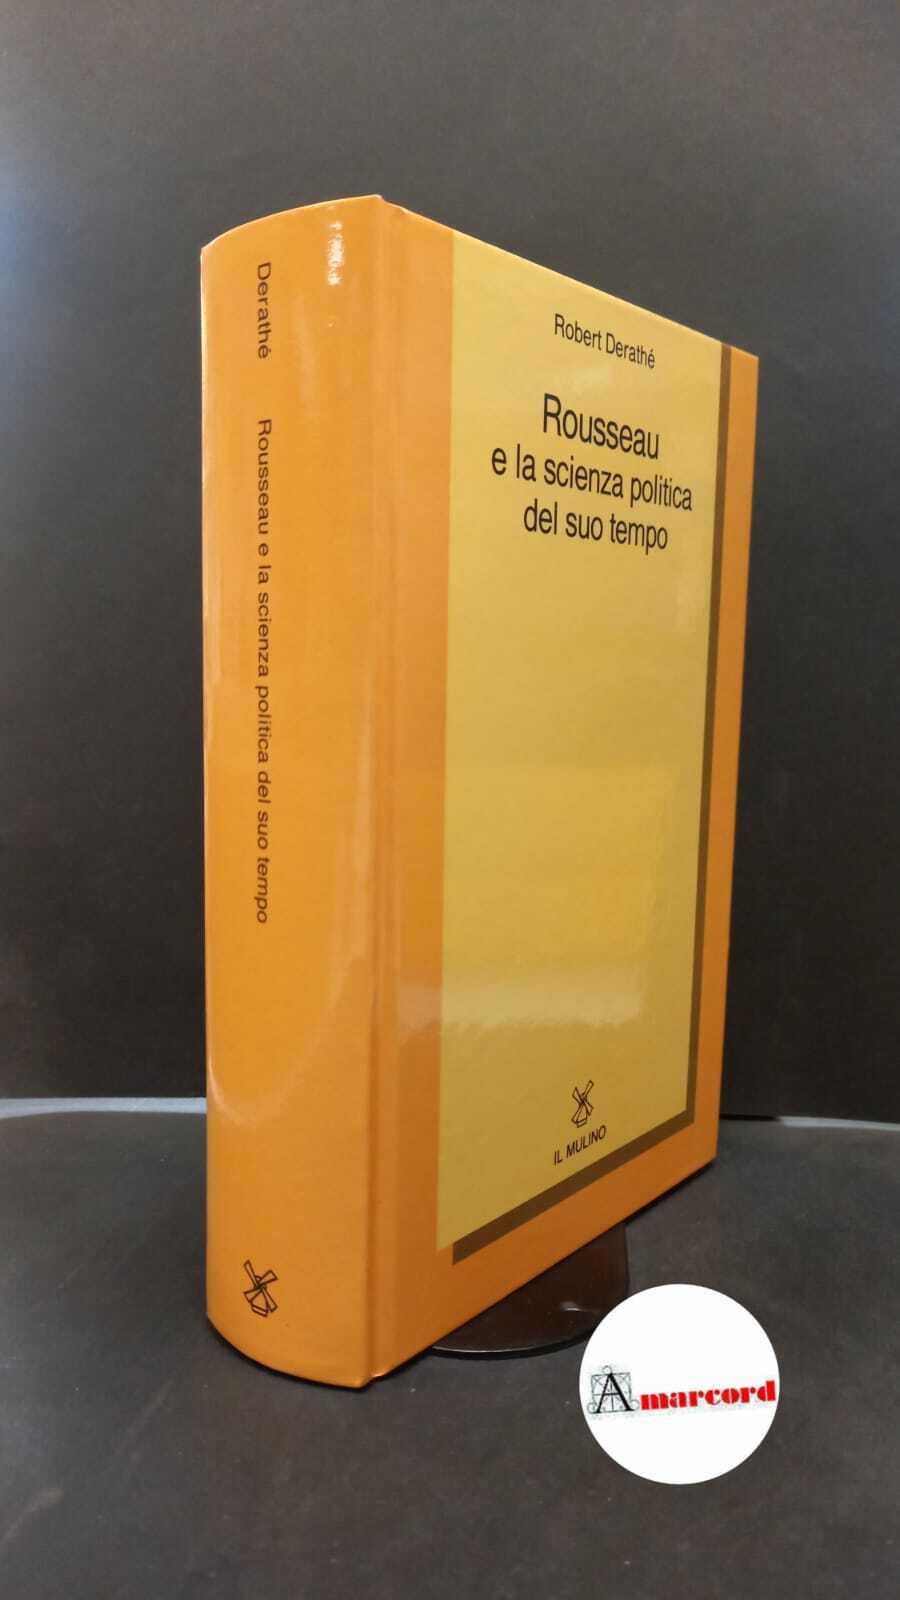 Derathé
Rousseau e la scienza politica del suo tempo
Robert Derathé
Rousseau
e la scienza politica
del suo tempo
IL MULINO
Amarcord